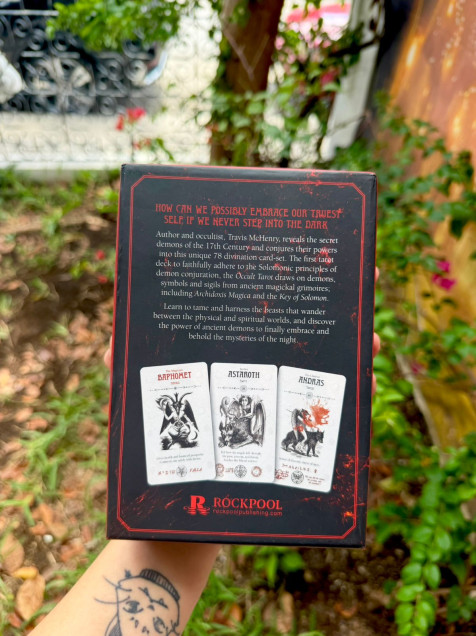 HOW CAN WE POSSIBLY EMBRACE OUR TRUEST
SELF IF WE NEVER STEP INTO THE DARK
Author and occultist, Travis McHenry, reveals the secret
demons of the 17th Century and conjures their powers
into this unique 78 divination card-set. The first tarot
deck to faithfully adhere to the Solomonic principles of
demon conjuration, the Occult Tarot draws on demons,
symbols and sigils from ancient magickal grimoires,
including Archidoxis Magica and the Key of Solomon.
Learn to tame and harness the beasts that wander
between the physical and spiritual worlds, and discover
the power of ancient demons to finally embrace and
behold the mysteries of the night
BAPHOMET
ASTAROTH
ANDRAS
R
ROCKPOOL
rockpoolpublishing.com